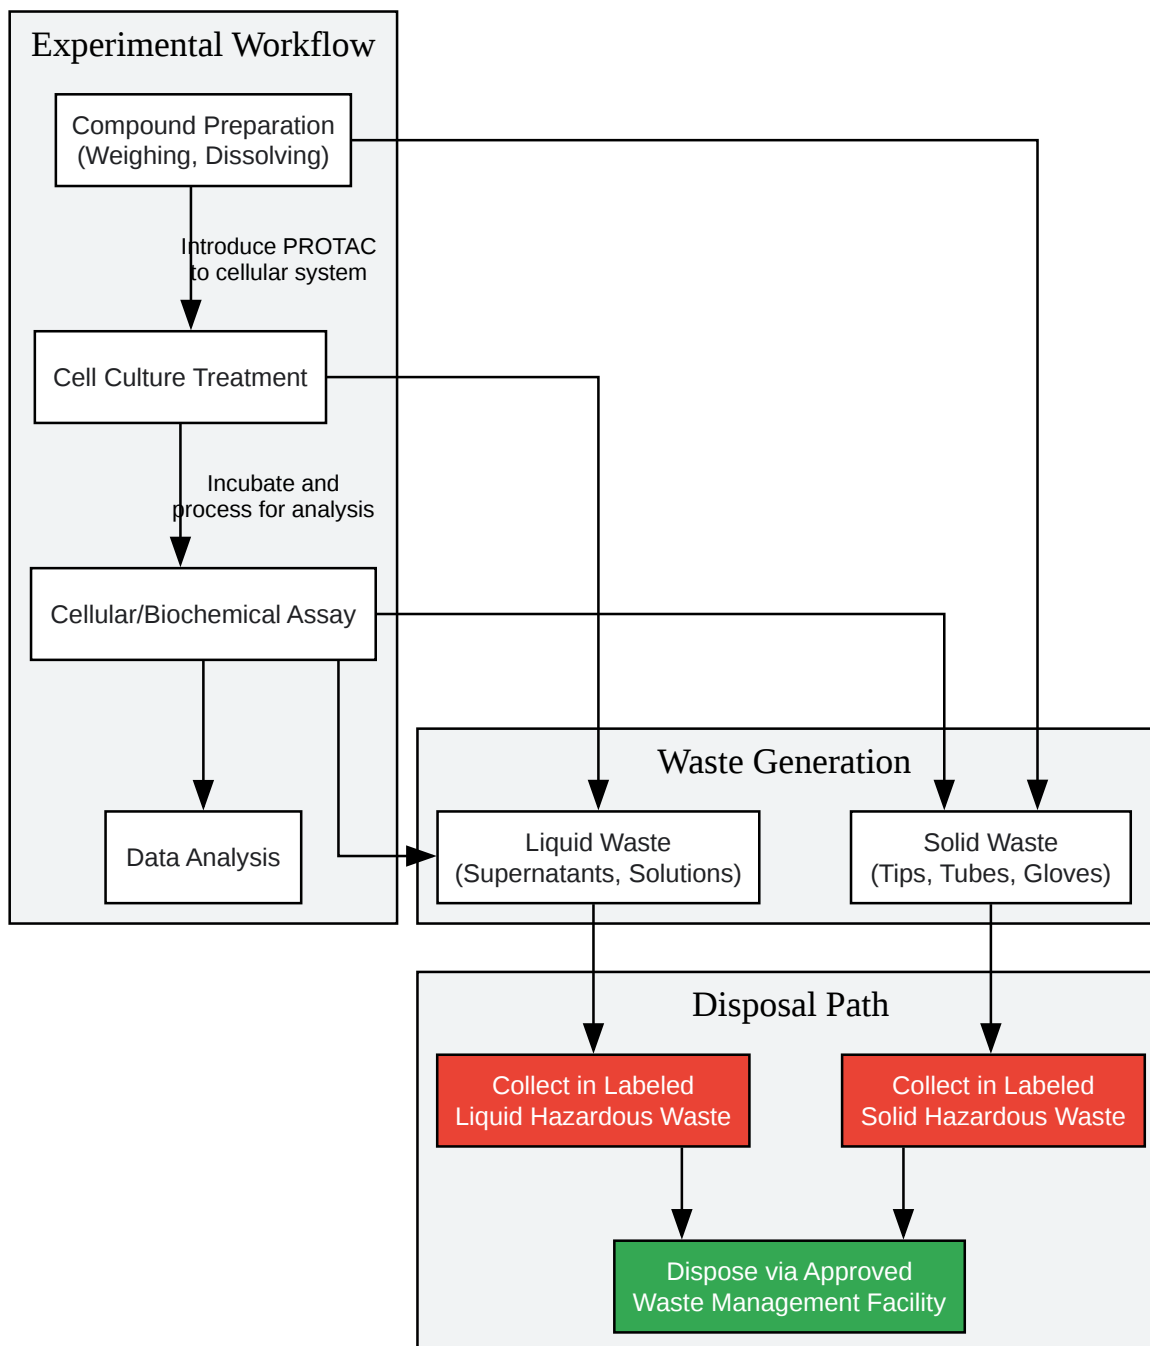 Experimental Workflow
Compound Preparation
(Weighing, Dissolving)
Introduce PROTAC
to cellular system
Cell Culture Treatment
Incubate and
process for analysis
Cellular/Biochemical Assay
Data Analysis
Waste Generation
Liquid Waste
(Supernatants, Solutions)
Solid Waste
(Tips, Tubes, Gloves)
Disposal Path
Collect in Labeled
Liquid Hazardous Waste
Collect in Labeled
Solid Hazardous Waste
Dispose via Approved
Waste Management Facility